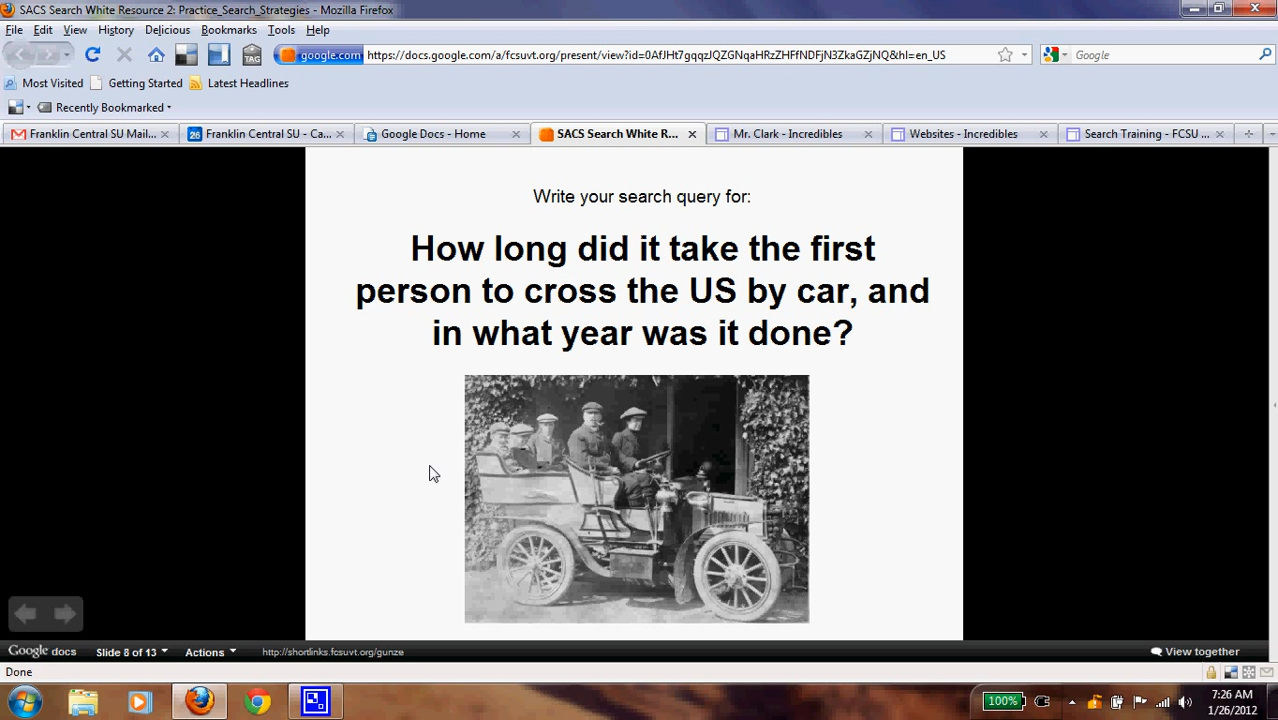 SACS Search White Resource 2: Practice_Search_Strategies - Mozilla Firefox
File Edit View History Delicious Bookmarks Tools Help
TAG google.com https://docs.google.com/a/fcsuvt.org/present/view?id=0AfJHt7gqqzJQZGNqaHRzZHFfNDFjN3ZkaGZjNQ&hl=en_US Google
Most Visited Getting Started Latest Headlines
Recently Bookmarked
Franklin Central SU Mail... 26 Franklin Central SU - Ca... Google Docs - Home SACS Search White R... Mr. Clark - Incredibles Websites - Incredibles Search Training - FCSU ...
Write your search query for:
How long did it take the first
person to cross the US by car, and
in what year was it done?
Google docs Slide 8 of 13 Actions http://shortlinks.fcsuvt.org/gunze View together
Done
100% 7:26 AM
1/26/2012